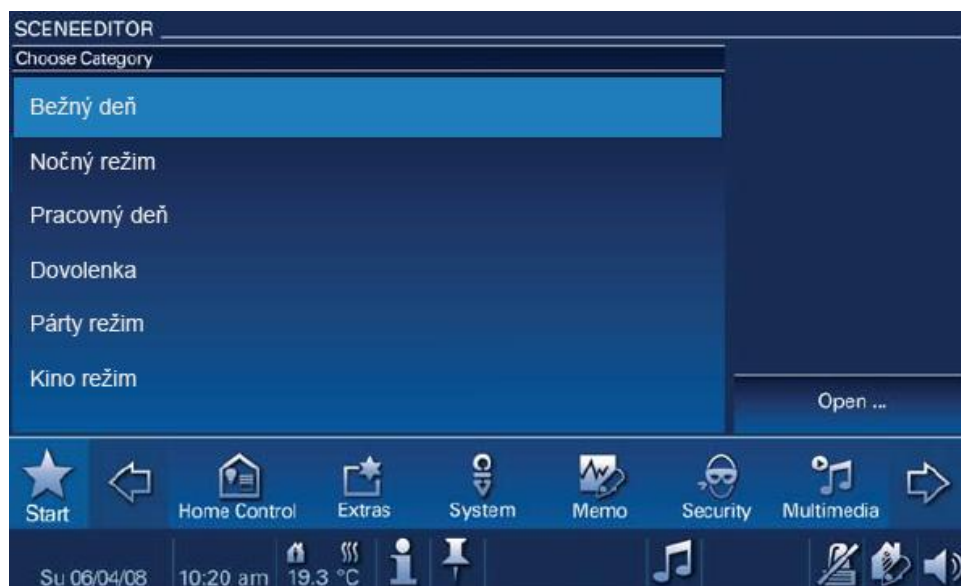 SCENEEDITOR
Choose Category
Bežný deň
Nočný režim
Pracovný deň
Dovolenka
Párty režim
Kino režim
Open ...
Start
Home Control
Extras
System
Memo
Security
Multimedia
Su 06/04/08
10:20 am
19.3 °C